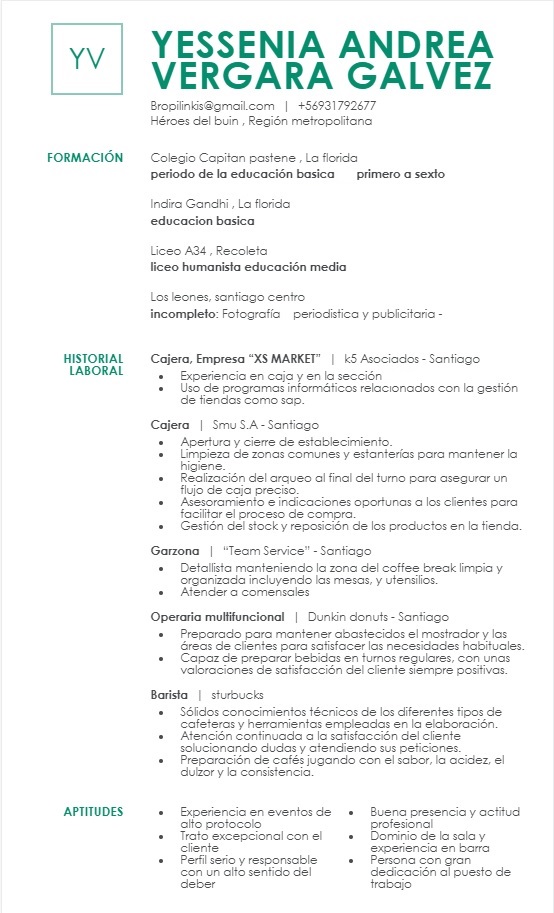 YV
YESSENIA ANDREA
VERGARA GALVEZ
Bropilinkis@gmail.com | +56931792677
Héroes del buin , Región metropolitana
FORMACIÓN
Colegio Capitan pastene , La florida
periodo de la educación basica primero a sexto
Indira Gandhi , La florida
educacion basica
Liceo A34 , Recoleta
liceo humanista educación media
Los leones, santiago centro
incompleto: Fotografía periodistica y publicitaria -
HISTORIAL
LABORAL
Cajera, Empresa “XS MARKET” | k5 Asociados - Santiago
• Experiencia en caja y en la sección
• Uso de programas informáticos relacionados con la gestión
de tiendas como sap.
Cajera | Smu S.A - Santiago
• Apertura y cierre de establecimiento.
• Limpieza de zonas comunes y estanterías para mantener la
higiene.
• Realización del arqueo al final del turno para asegurar un
flujo de caja preciso.
• Asesoramiento e indicaciones oportunas a los clientes para
facilitar el proceso de compra.
• Gestión del stock y reposición de los productos en la tienda.
Garzona | “Team Service” - Santiago
• Detallista manteniendo la zona del coffee break limpia y
organizada incluyendo las mesas, y utensilios.
• Atender a comensales
Operaria multifuncional | Dunkin donuts - Santiago
• Preparado para mantener abastecidos el mostrador y las
áreas de clientes para satisfacer las necesidades habituales.
• Capaz de preparar bebidas en turnos regulares, con unas
valoraciones de satisfacción del cliente siempre positivas.
Barista | sturbucks
• Sólidos conocimientos técnicos de los diferentes tipos de
cafeteras y herramientas empleadas en la elaboración.
• Atención continuada a la satisfacción del cliente
solucionando dudas y atendiendo sus peticiones.
• Preparación de cafés jugando con el sabor, la acidez, el
dulzor y la consistencia.
APTITUDES
• Experiencia en eventos de
alto protocolo
• Trato excepcional con el
cliente
• Perfil serio y responsable
con un alto sentido del
deber
• Buena presencia y actitud
profesional
• Dominio de la sala y
experiencia en barra
• Persona con gran
dedicación al puesto de
trabajo